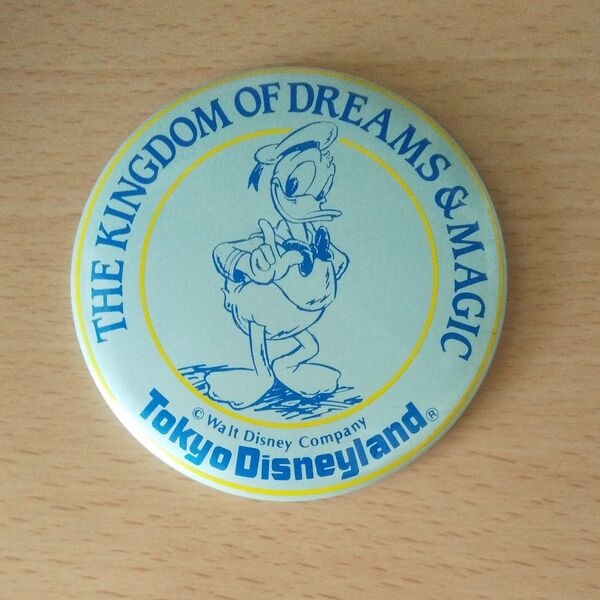 THE KINGDOM OF DREAMS & MAGIC
© Walt Disney Company
Tokyo Disneyland®